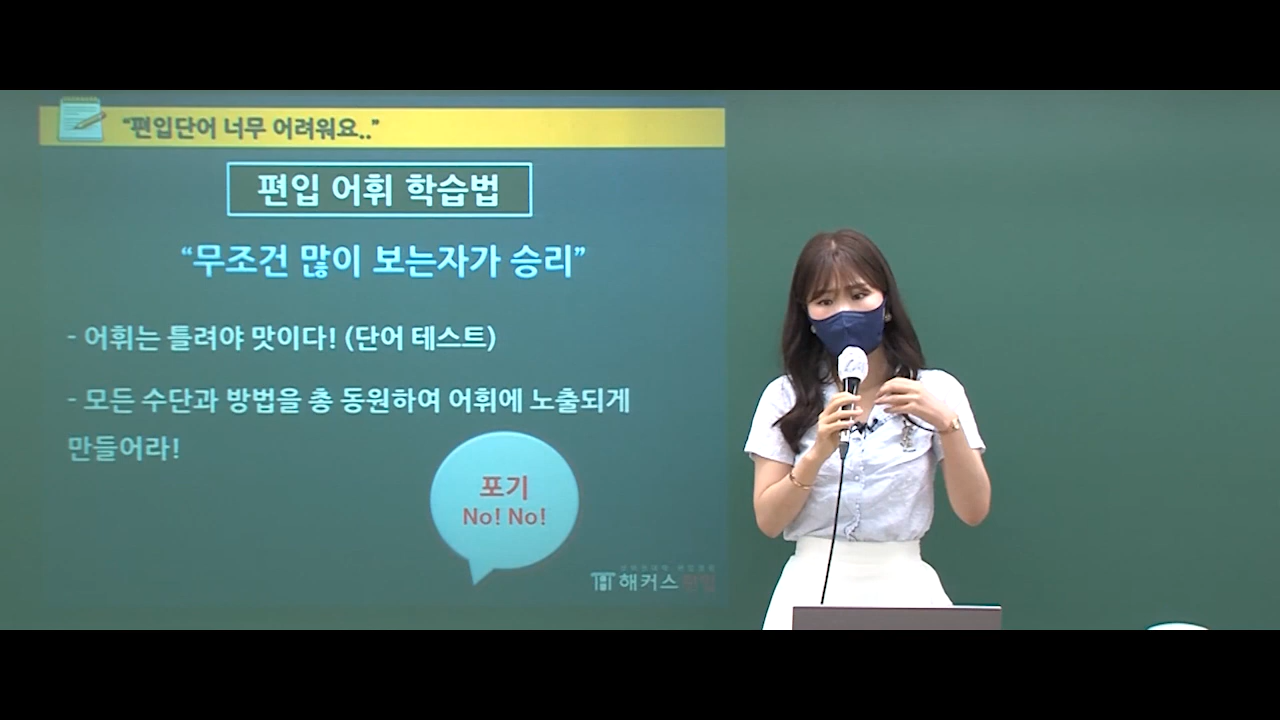 “편입단어 너무 어려워요..”
편입 어휘 학습법
“무조건 많이 보는자가 승리”
- 어휘는 틀려야 맛이다! (단어 테스트)
- 모든 수단과 방법을 총 동원하여 어휘에 노출되게
만들어라!
포기
No! No!
해커스 편입